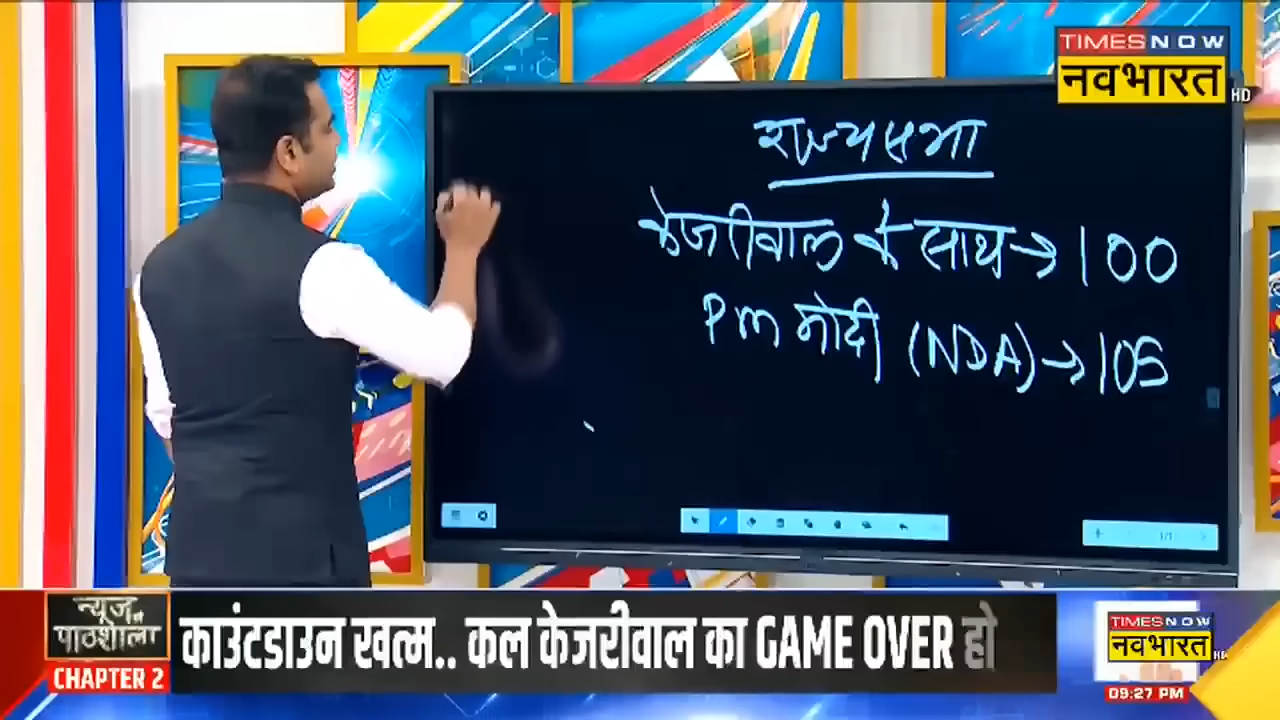 TIMES NOW
नवभारत
HD
राज्यसभा
केजरीवाल के साथ → 100
PM मोदी (NDA) → 105
न्यूज़ की
पाठशाला
CHAPTER 2
काउंटडाउन खत्म.. कल केजरीवाल का GAME OVER हो
TIMES NOW
नवभारत
09:27 PM